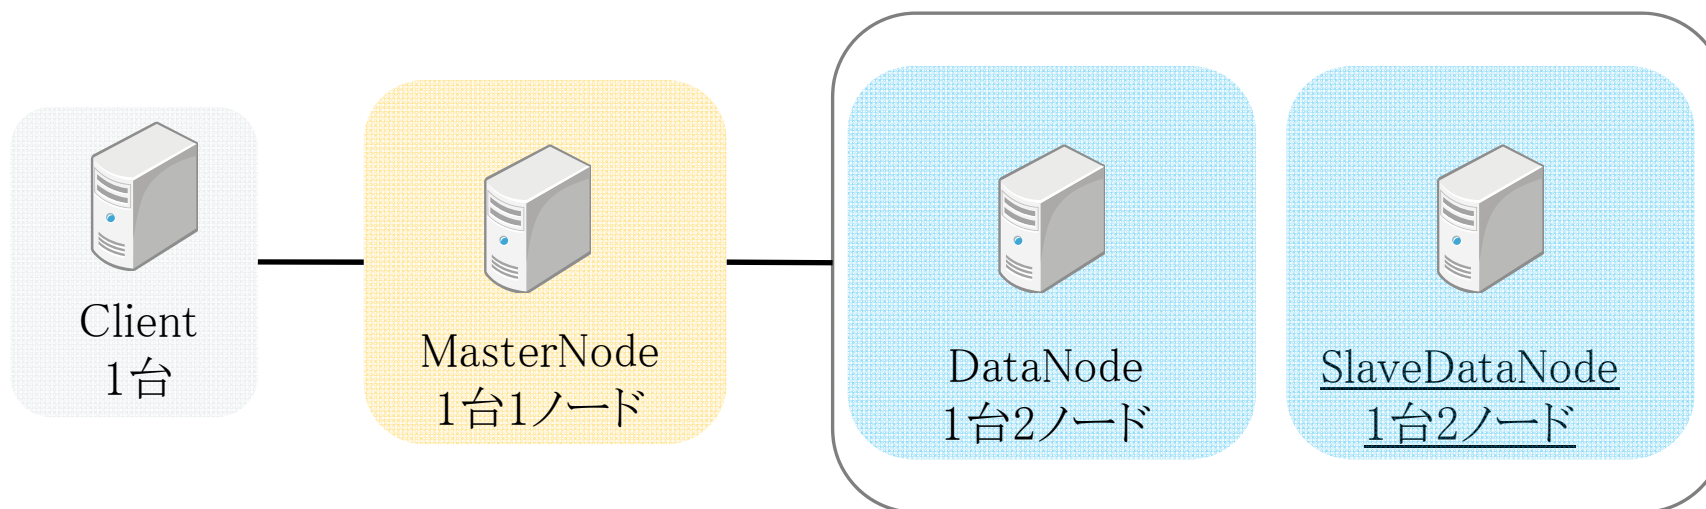 Client
1台
MasterNode
1台1ノード
DataNode
1台2ノード
SlaveDataNode
1台2ノード